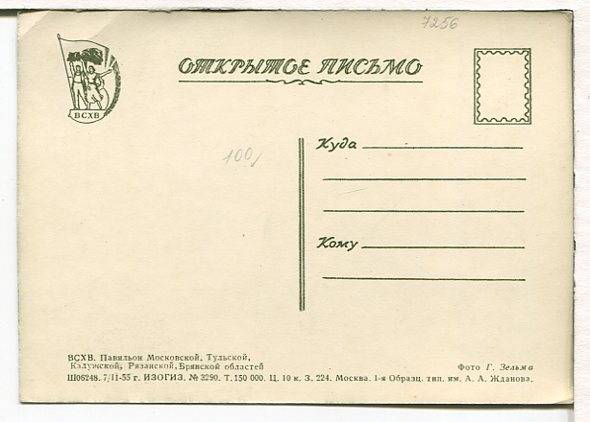 7256
ВСХВ
ОТКРЫТОЕ ПИСЬМО
100
Куда
Кому
ВСХВ. Павильон Московской, Тульской,
Калужской, Рязанской, Брянской областей
Фото Г. Зельма
Ш06248. 7/II-55 г. ИЗОГИЗ. № 3290. Т. 150 000. Ц. 10 к. З. 224. Москва. 1-я Образц. тип. им. А. А. Жданова.